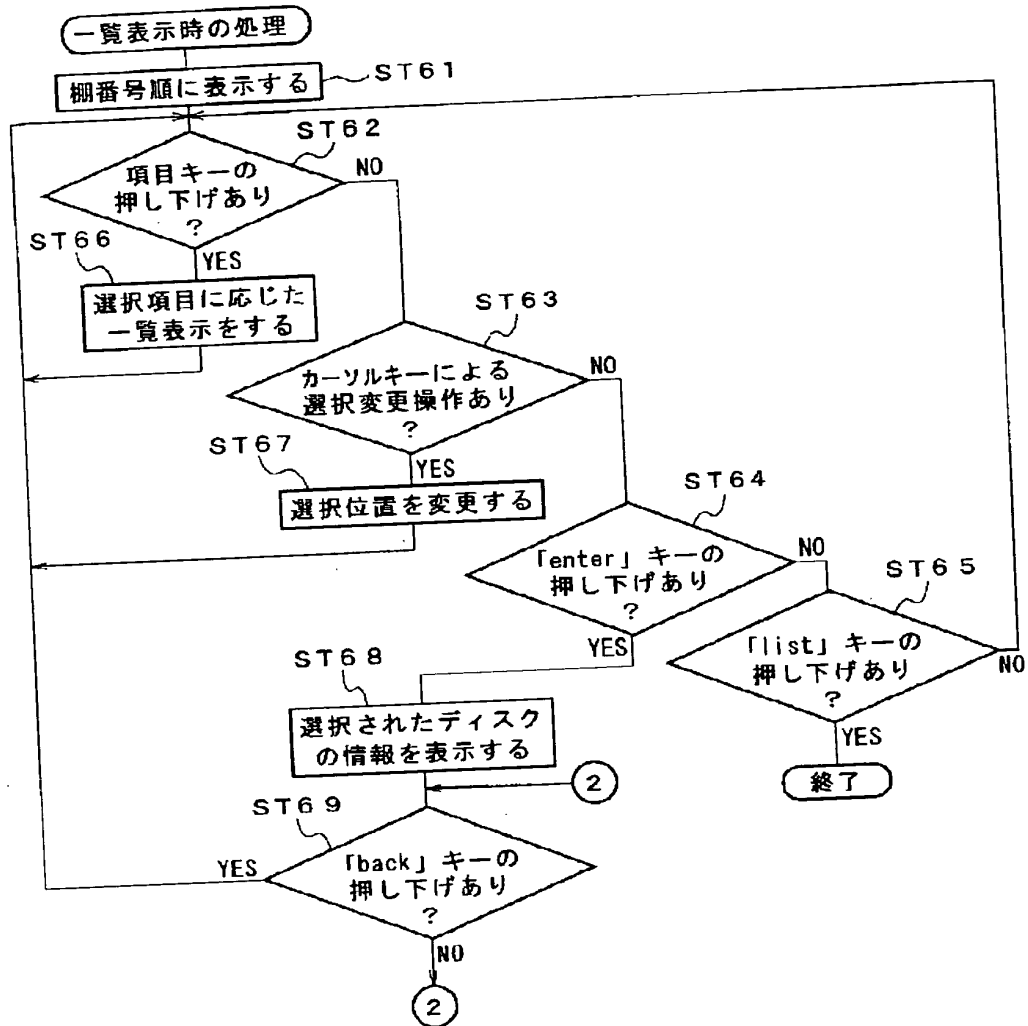 一覧表示時の処理
棚番号順に表示する
ST61
ST62
項目キーの
押し下げあり
?
NO
YES
ST66
選択項目に応じた
一覧表示をする
ST63
カーソルキーによる
選択変更操作あり
?
NO
YES
ST67
選択位置を変更する
ST64
「enter」キーの
押し下げあり
?
NO
YES
ST65
「list」キーの
押し下げあり
?
NO
YES
終了
ST68
選択されたディスク
の情報を表示する
②
ST69
「back」キーの
押し下げあり
?
YES
NO
②